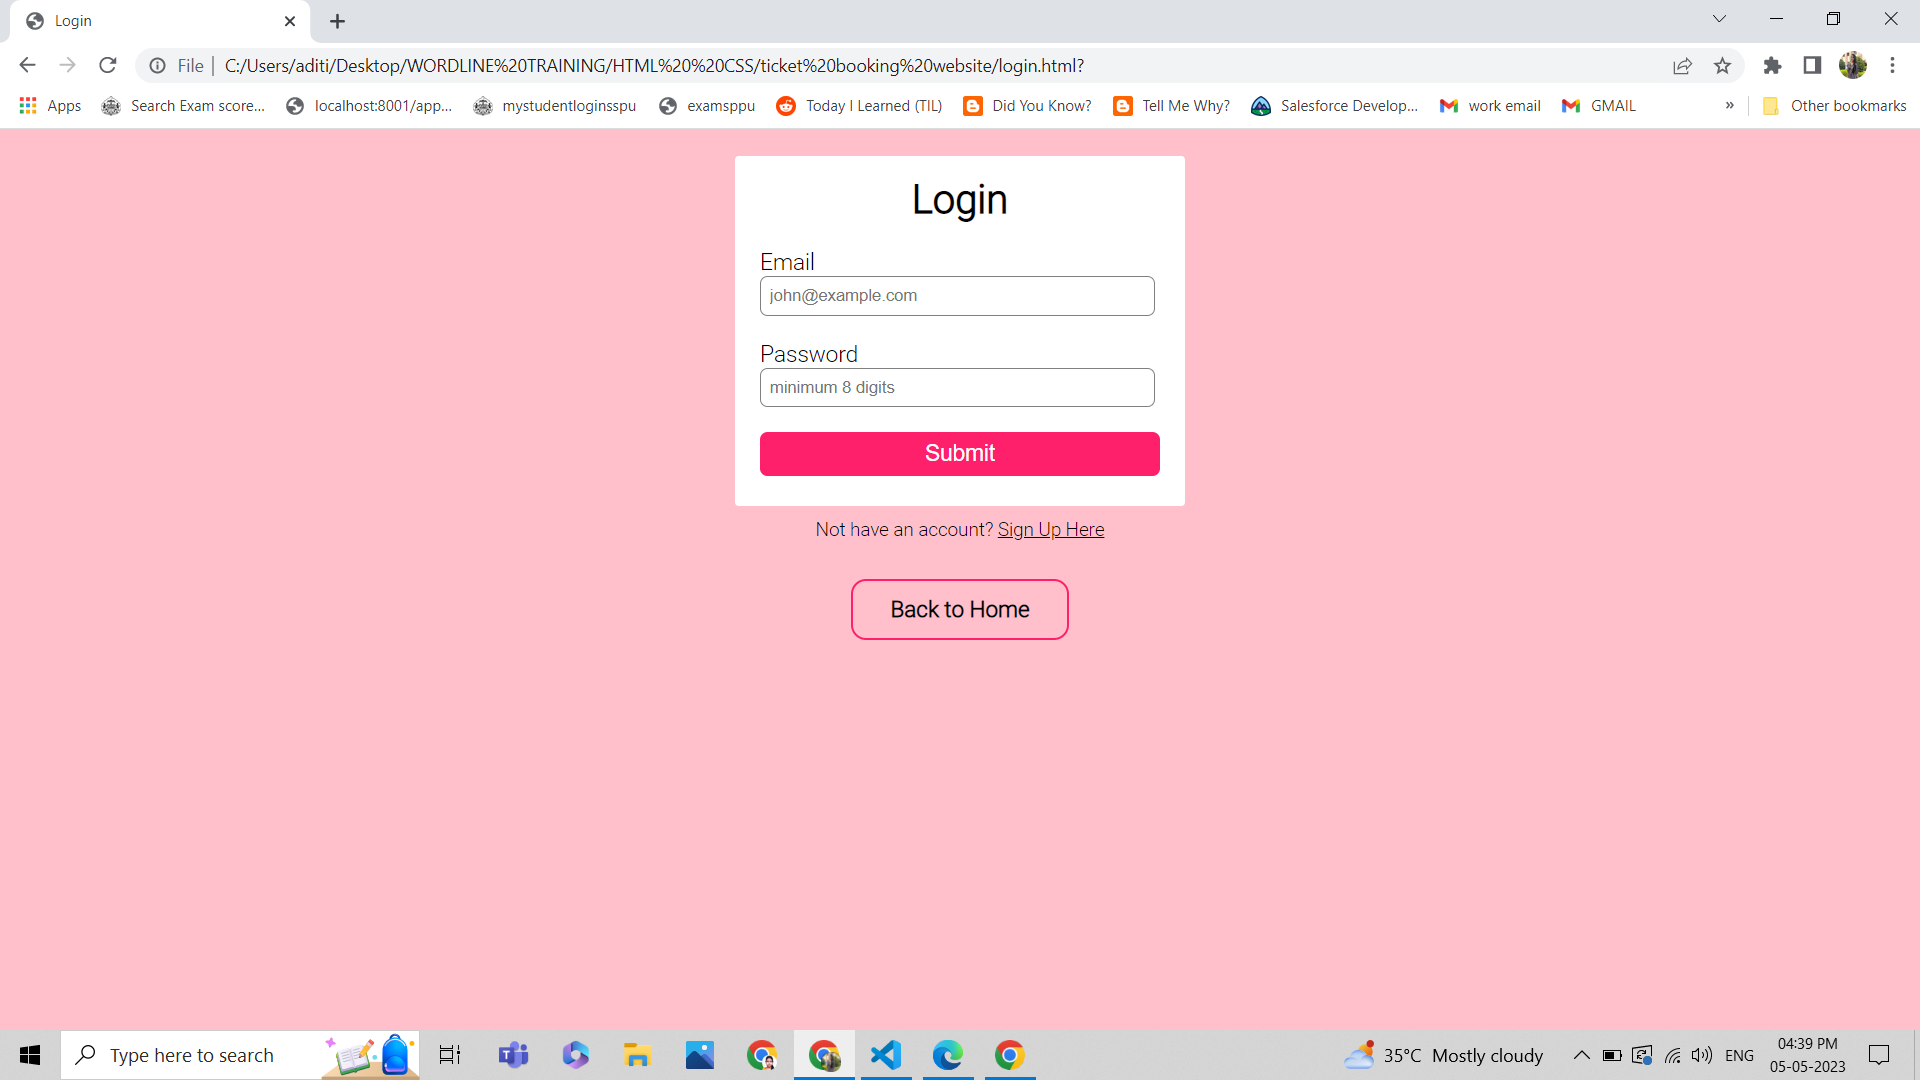 Login
File | C:/Users/aditi/Desktop/WORDLINE%20TRAINING/HTML%20%20CSS/ticket%20booking%20website/login.html?
Apps Search Exam score... localhost:8001/app... mystudentloginsspu examsppu Today I Learned (TIL) Did You Know? Tell Me Why? Salesforce Develop... work email GMAIL » Other bookmarks
Login
Email
john@example.com
Password
minimum 8 digits
Submit
Not have an account? Sign Up Here
Back to Home
Type here to search 35°C Mostly cloudy ENG 04:39 PM
05-05-2023